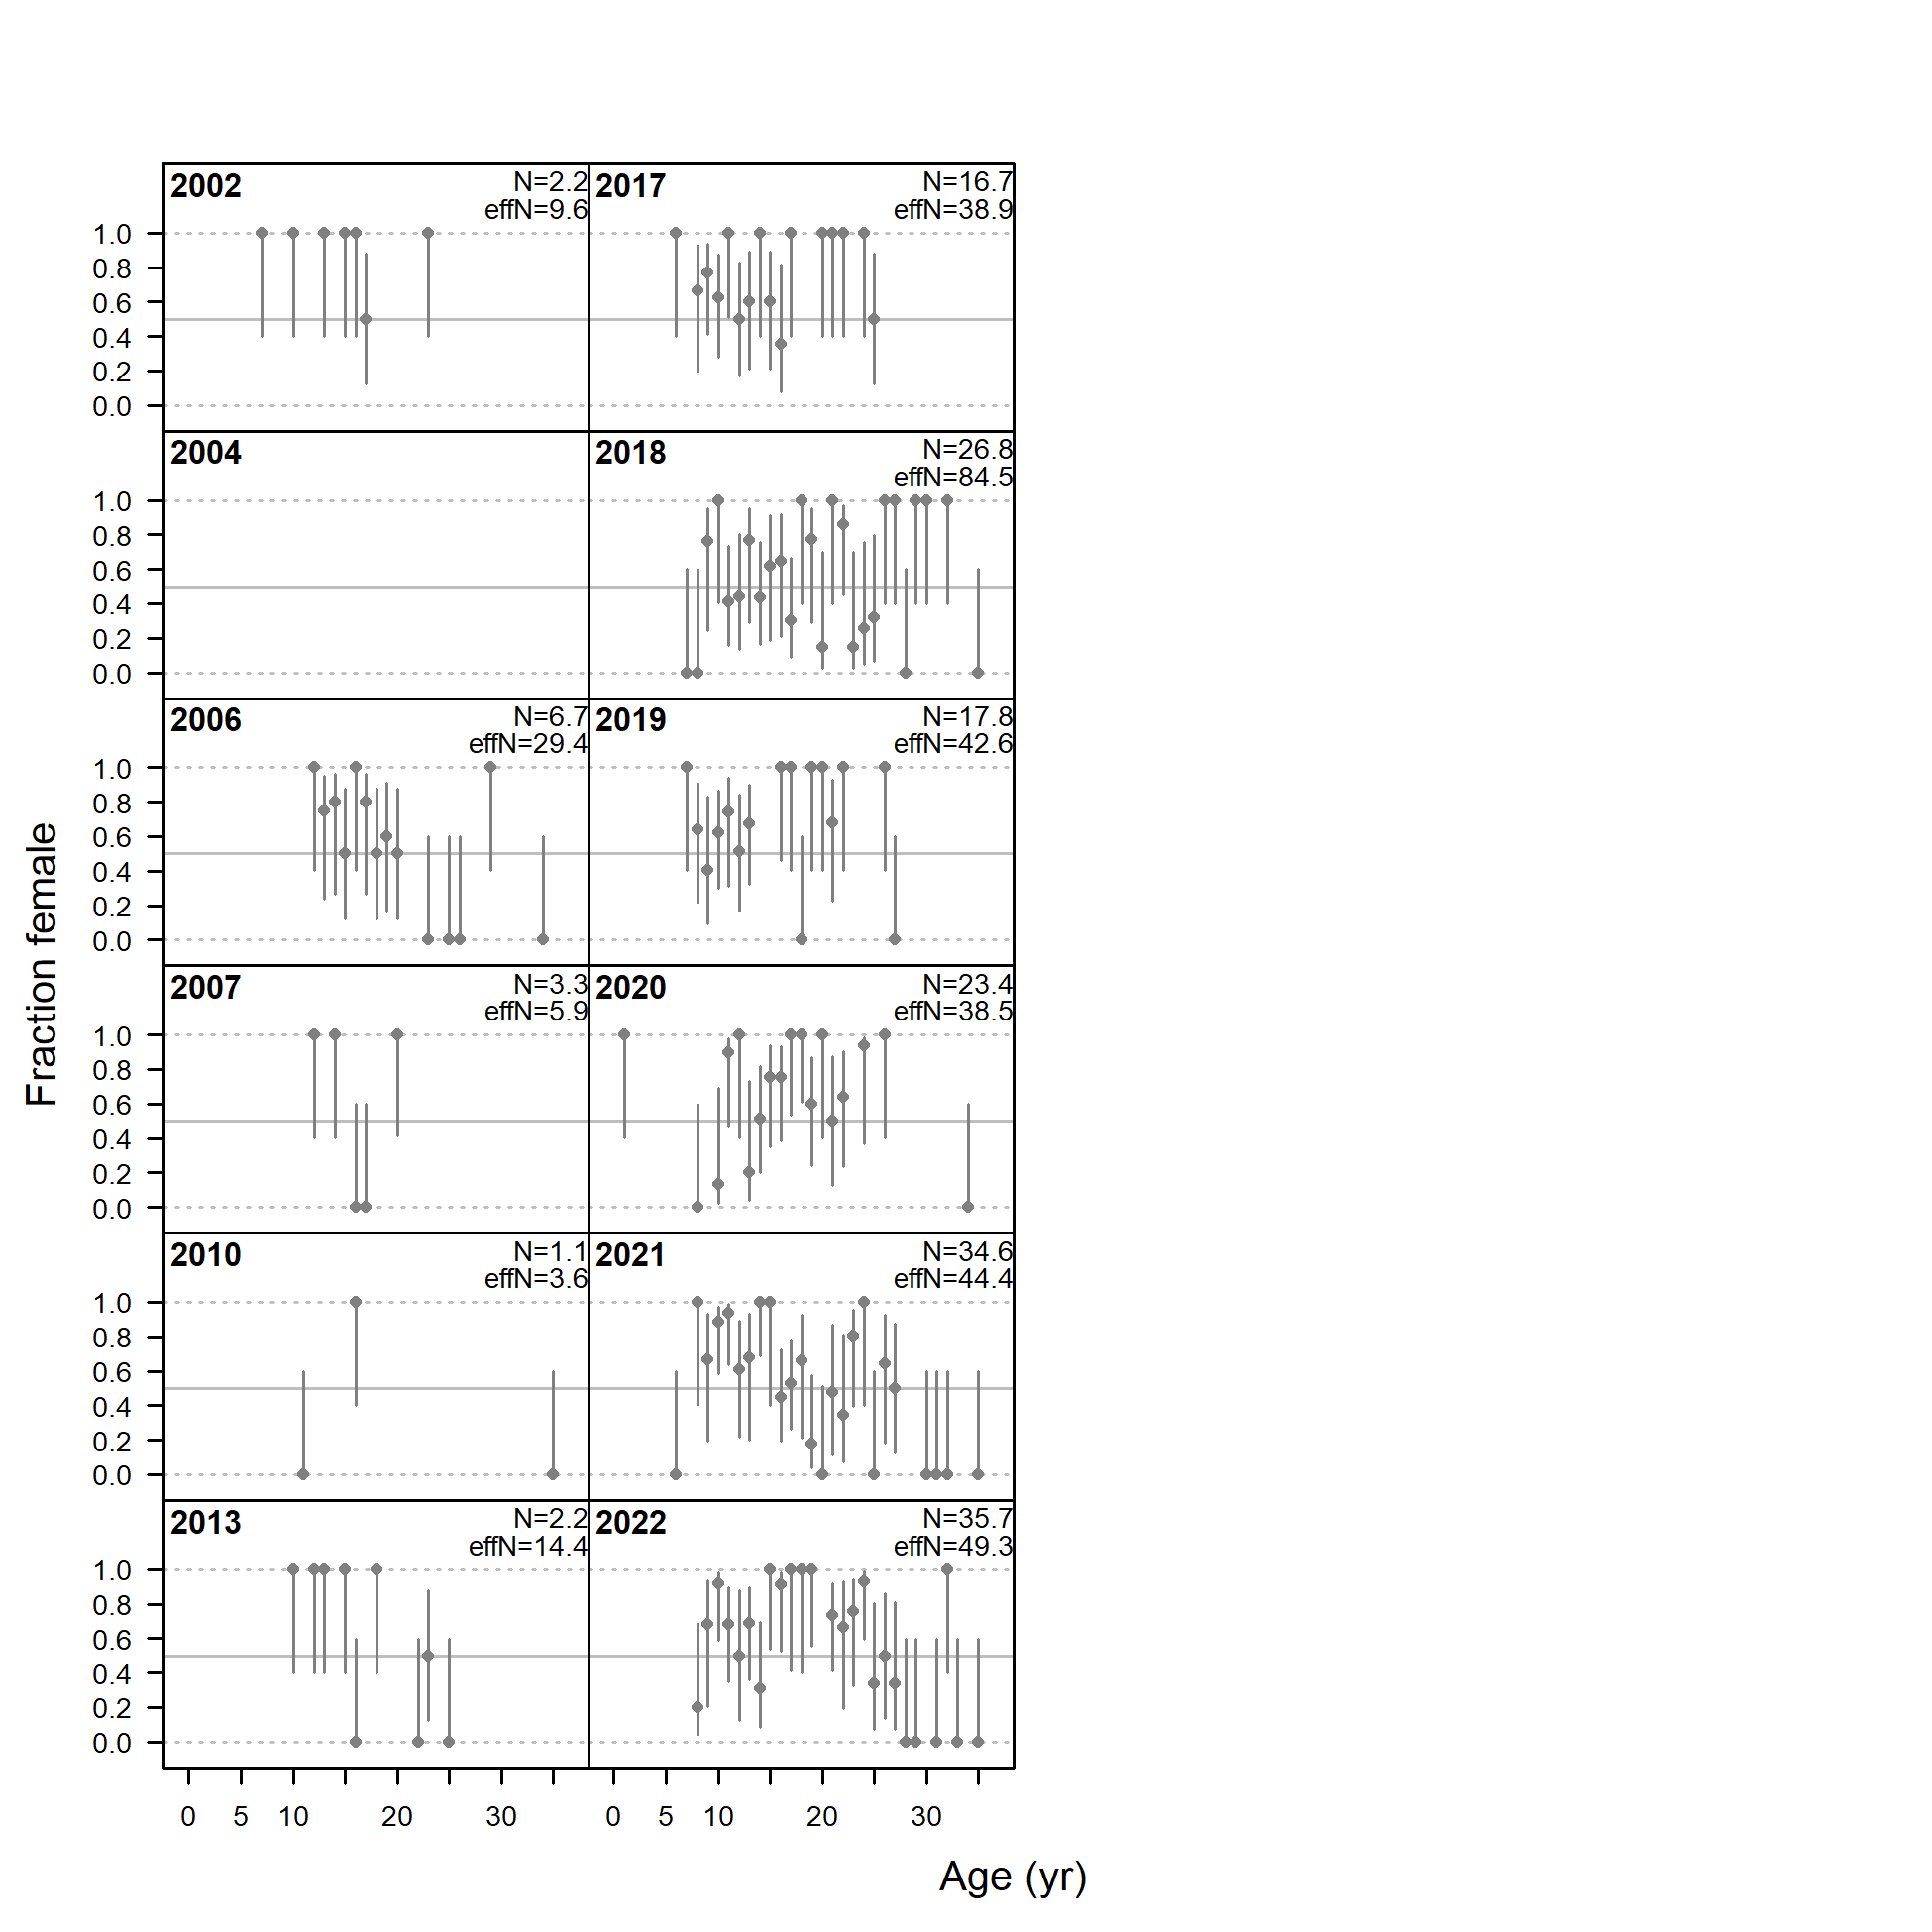 2002
N=2.2
effN=9.6
1.0
0.8
0.6
0.4
0.2
0.0
2017
N=16.7
effN=38.9
2004
1.0
0.8
0.6
0.4
0.2
0.0
2018
N=26.8
effN=84.5
2006
N=6.7
effN=29.4
1.0
0.8
0.6
0.4
0.2
0.0
2019
N=17.8
effN=42.6
2007
N=3.3
effN=5.9
1.0
0.8
0.6
0.4
0.2
0.0
2020
N=23.4
effN=38.5
2010
N=1.1
effN=3.6
1.0
0.8
0.6
0.4
0.2
0.0
2021
N=34.6
effN=44.4
2013
N=2.2
effN=14.4
1.0
0.8
0.6
0.4
0.2
0.0
2022
N=35.7
effN=49.3
0 5 10 20 30
0 5 10 20 30
Fraction female
Age (yr)